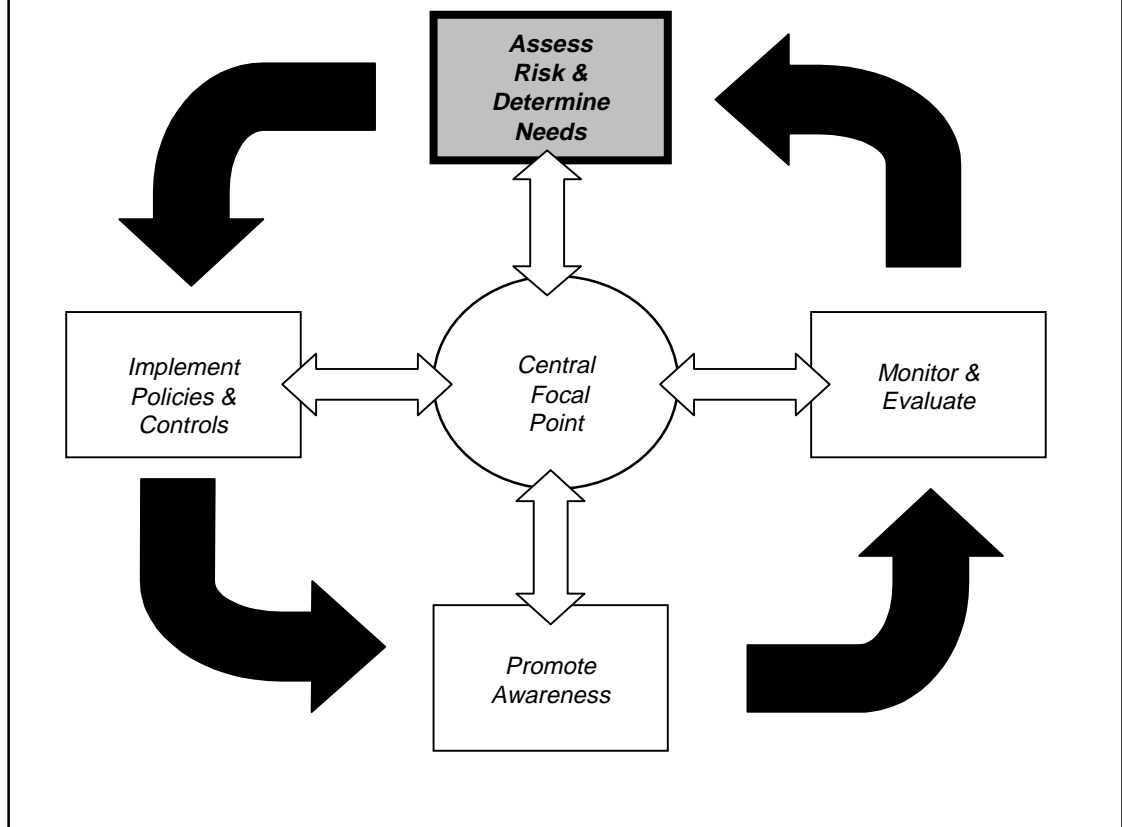 Assess
Risk &
Determine
Needs
Implement
Policies &
Controls
Central
Focal
Point
Monitor &
Evaluate
Promote
Awareness